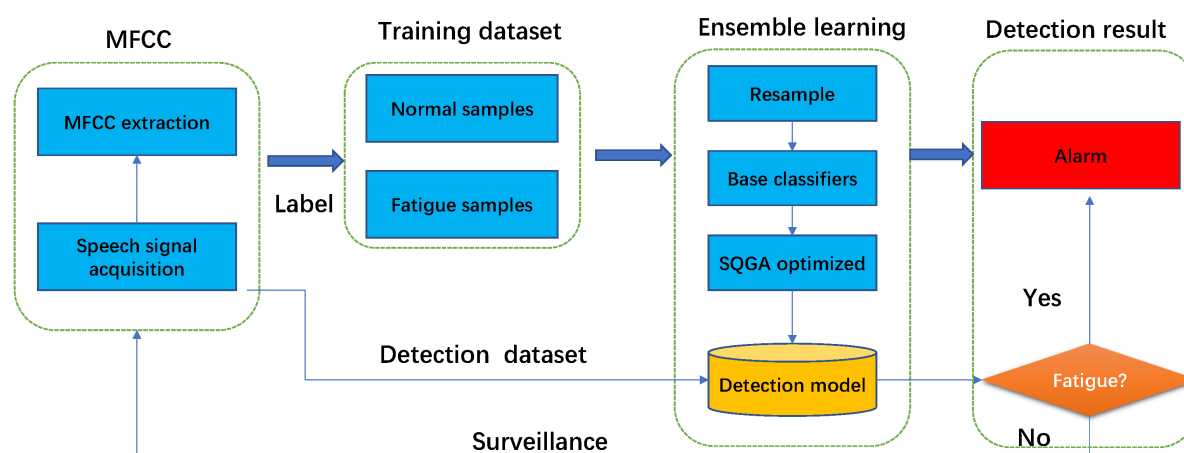 MFCC
MFCC extraction
Speech signal
acquisition
Label
Training dataset
Normal samples
Fatigue samples
Ensemble learning
Resample
Base classifiers
SQGA optimized
Detection model
Detection dataset
Detection result
Alarm
Yes
Fatigue?
No
Surveillance